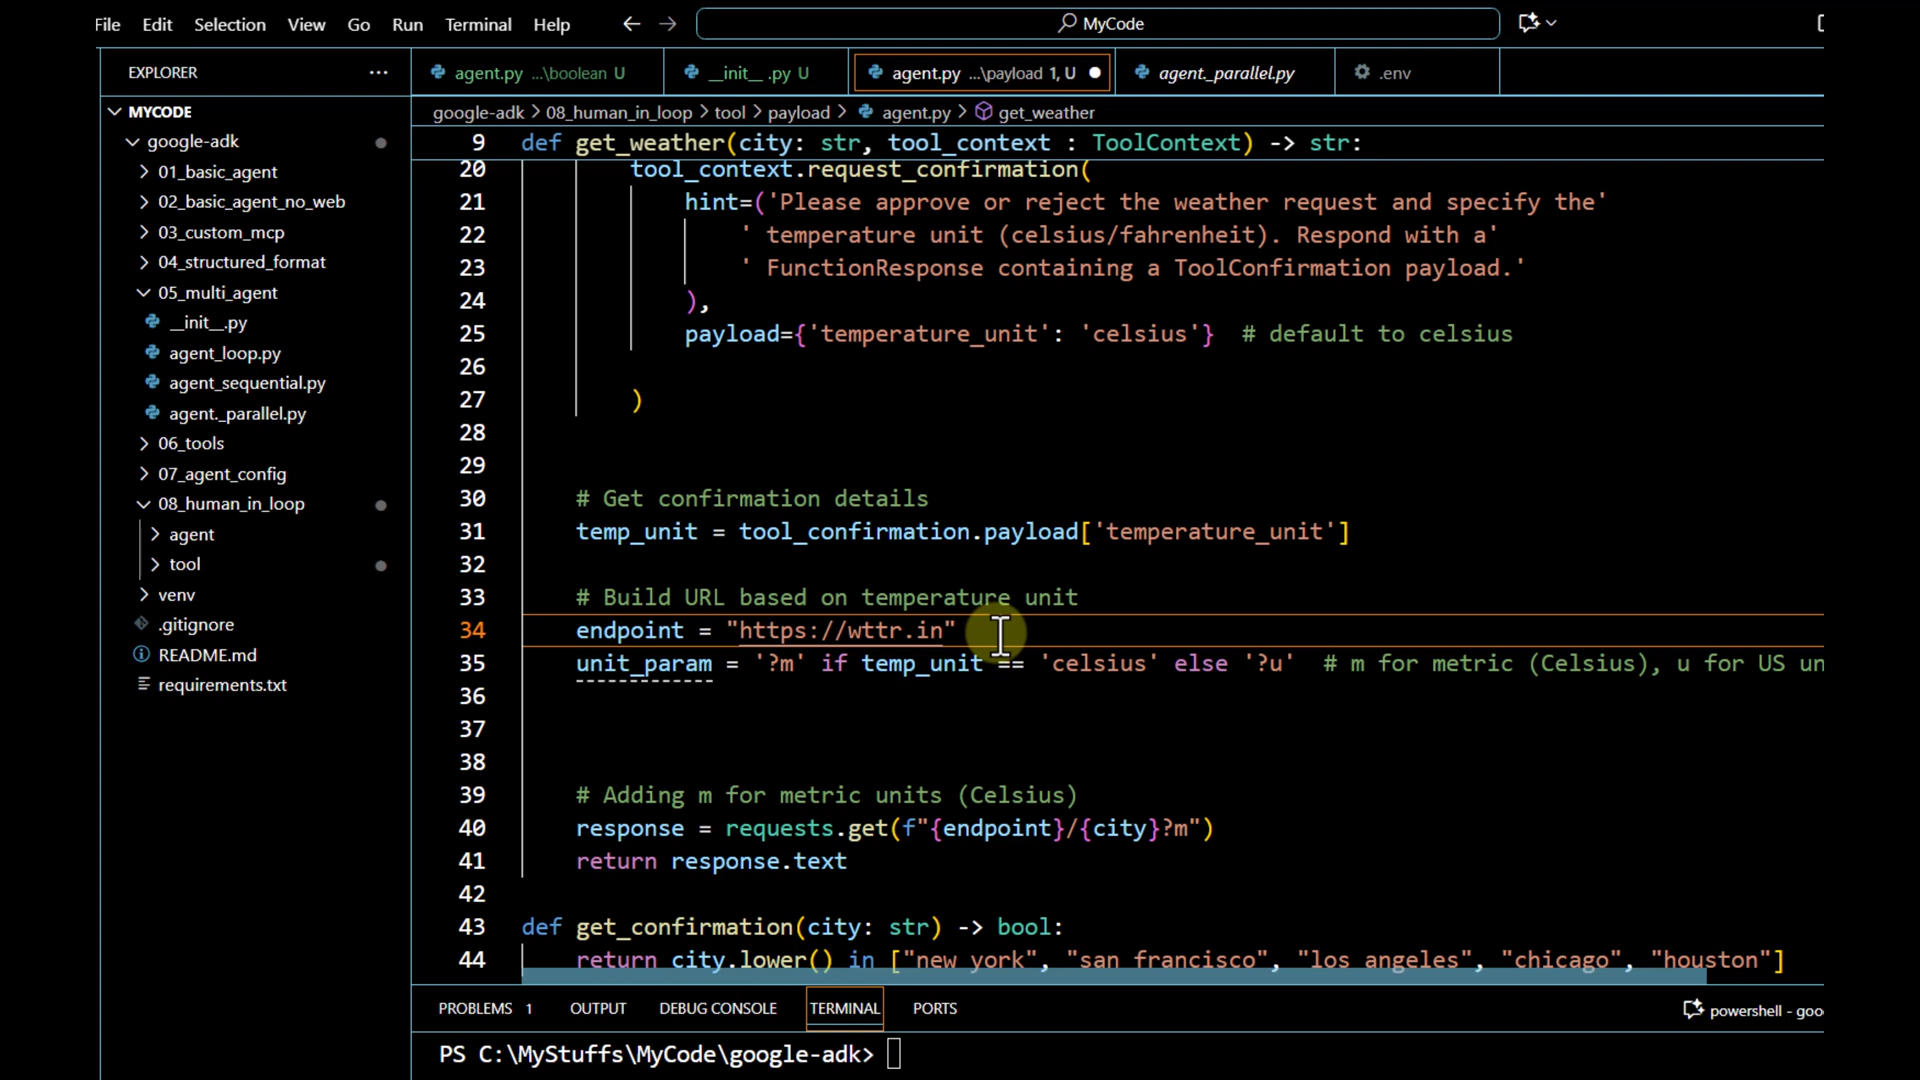 File Edit Selection View Go Run Terminal Help
MyCode
EXPLORER
agent.py ...\boolean U
__init__ .py U
agent.py ...\payload 1, U
agent._parallel.py
.env
google-adk > 08_human_in_loop > tool > payload > agent.py > get_weather
MYCODE
google-adk
01_basic_agent
02_basic_agent_no_web
03_custom_mcp
04_structured_format
05_multi_agent
__init__.py
agent_loop.py
agent_sequential.py
agent._parallel.py
06_tools
07_agent_config
08_human_in_loop
agent
tool
venv
.gitignore
README.md
requirements.txt
9 def get_weather(city: str, tool_context : ToolContext) -> str:
20 tool_context.request_confirmation(
21 hint=('Please approve or reject the weather request and specify the'
22 ' temperature unit (celsius/fahrenheit). Respond with a'
23 ' FunctionResponse containing a ToolConfirmation payload.'
24 ),
25 payload={'temperature_unit': 'celsius'} # default to celsius
26
27 )
28
29
30 # Get confirmation details
31 temp_unit = tool_confirmation.payload['temperature_unit']
32
33 # Build URL based on temperature unit
34 endpoint = "https://wttr.in"
35 unit_param = '?m' if temp_unit == 'celsius' else '?u' # m for metric (Celsius), u for US un
36
37
38
39 # Adding m for metric units (Celsius)
40 response = requests.get(f"{endpoint}/{city}?m")
41 return response.text
42
43 def get_confirmation(city: str) -> bool:
44 return city.lower() in ["new york", "san francisco", "los angeles", "chicago", "houston"]
PROBLEMS 1 OUTPUT DEBUG CONSOLE TERMINAL PORTS
powershell - goo
PS C:\MyStuffs\MyCode\google-adk>